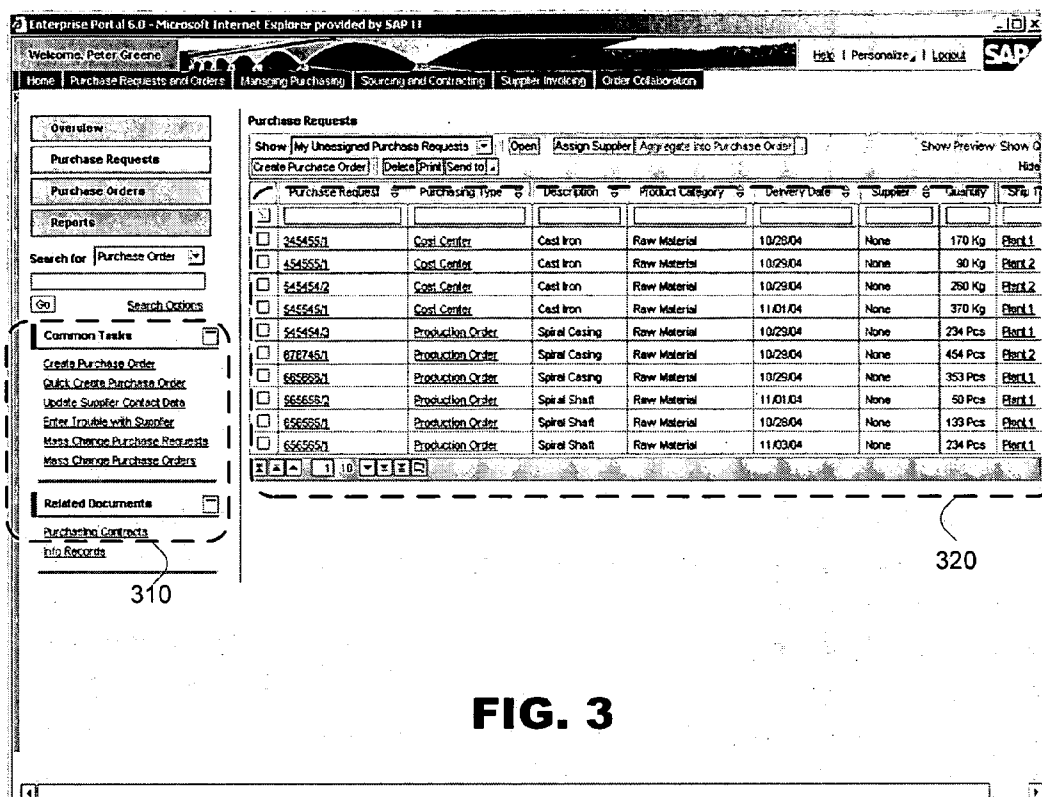 Enterprise Portal 6.0 - Microsoft Internet Explorer provided by SAP IT
Welcome, Peter Greene
Help | Personalize | Logout
SAP
Home | Purchase Requests and Orders | Managing Purchasing | Sourcing and Contracting | Supplier Invoicing | Order Collaboration
Overview
Purchase Requests
Purchase Orders
Reports
Search for Purchase Order
Go Search Options
Common Tasks
Create Purchase Order
Quick Create Purchase Order
Update Supplier Contact Data
Enter Trouble with Supplier
Mass Change Purchase Requests
Mass Change Purchase Orders
Related Documents
Purchasing Contracts
Info Records
310
Purchase Requests
Show My Unassigned Purchase Requests Open Assign Supplier Aggregate into Purchase Order Show Preview Show Q
Create Purchase Order Delete Print Send to Hide
Purchase Request Purchasing Type Description Product Category Delivery Date Supplier Quantity Ship T
345455/1 Cost Center Cast Iron Raw Material 10/28/04 None 170 Kg Plant 1
454555/1 Cost Center Cast Iron Raw Material 10/29/04 None 90 Kg Plant 2
545454/2 Cost Center Cast Iron Raw Material 10/29/04 None 260 Kg Plant 2
545545/1 Cost Center Cast Iron Raw Material 11/01/04 None 370 Kg Plant 1
545454/3 Production Order Spiral Casing Raw Material 10/29/04 None 234 Pcs Plant 1
Production Order Spiral Casing Raw Material 10/29/04 None 454 Pcs Plant 2
Production Order Spiral Casing Raw Material 10/29/04 None 353 Pcs Plant 1
565656/2 Production Order Spiral Shaft Raw Material 11/01/04 None 50 Pcs Plant 1
Production Order Spiral Shaft Raw Material 10/28/04 None 133 Pcs Plant 1
656565/1 Production Order Spiral Shaft Raw Material 11/03/04 None 234 Pcs Plant 1
1 10
320
FIG. 3